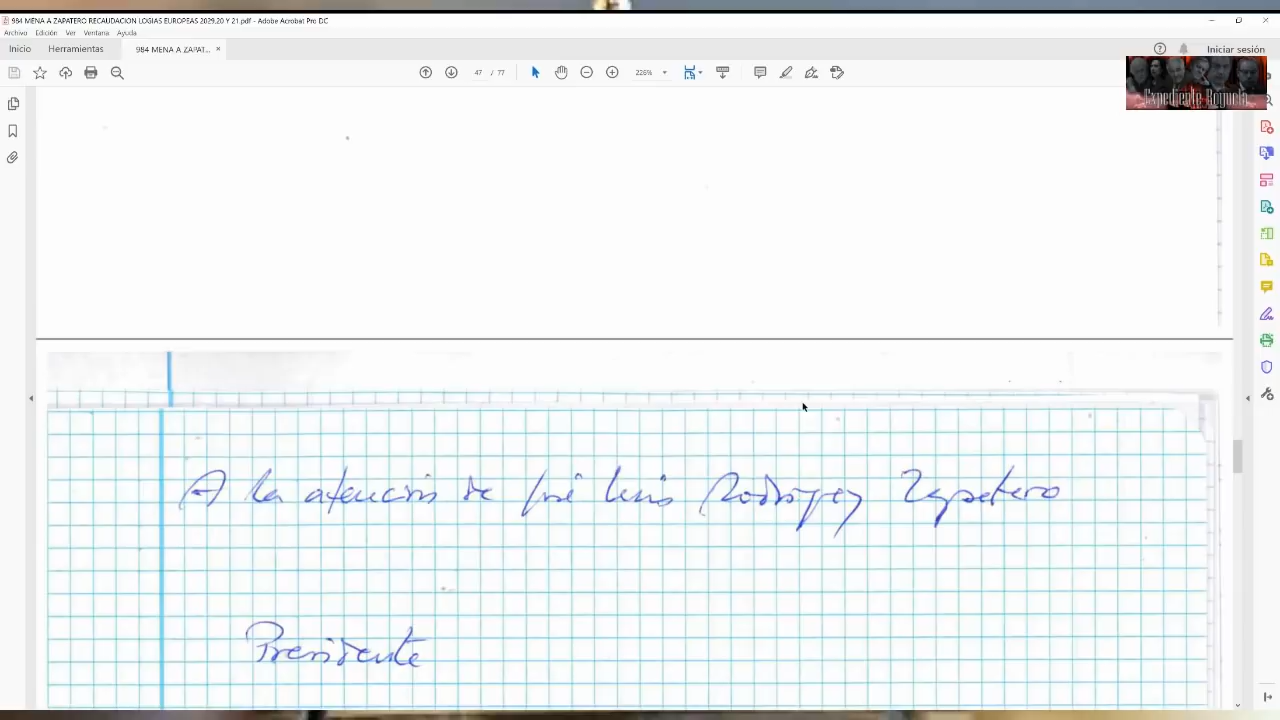 984 MENA A ZAPATERO RECAUDACION LOGIAS EUROPEAS 2029.20 Y 21.pdf - Adobe Acrobat Pro DC
Archivo Edición Ver Ventana Ayuda
Inicio Herramientas 984 MENA A ZAPAT... × Iniciar sesión
47 / 77 226%
Expediente Royuela
A la atención de José Luis Rodríguez Zapatero
Presidente